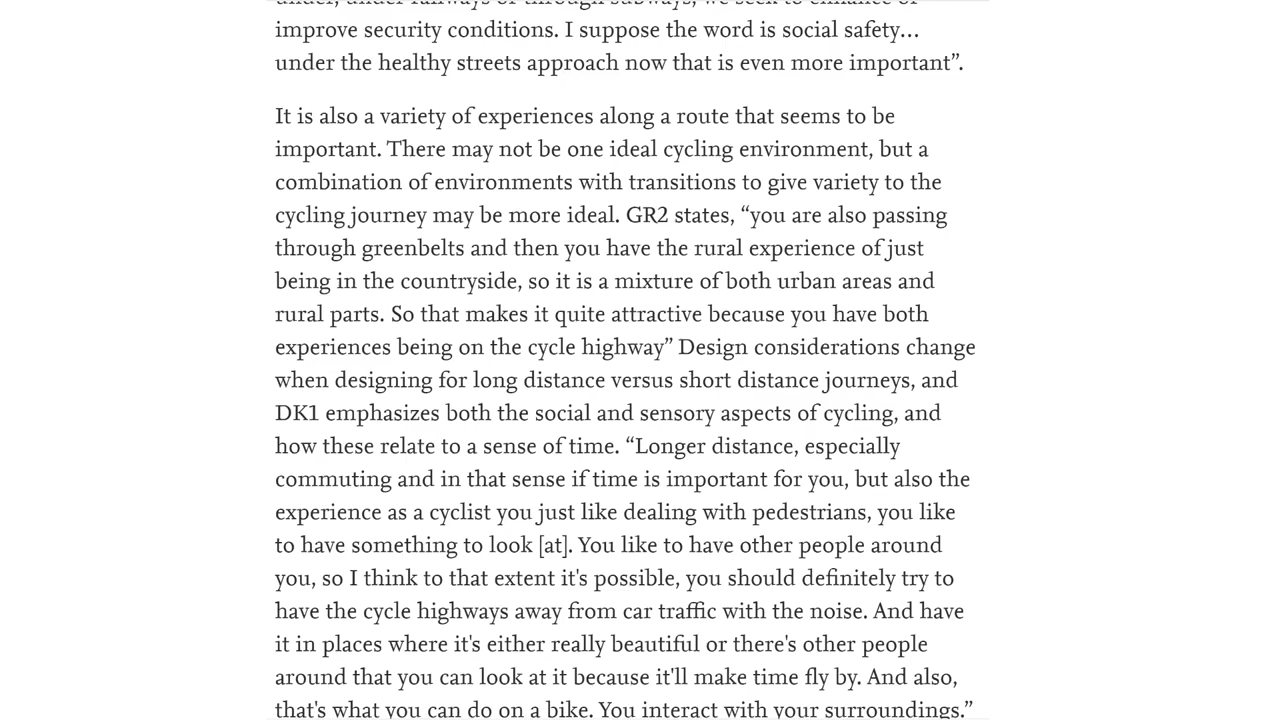 under, under railways or through subways, we seek to enhance or
improve security conditions. I suppose the word is social safety…
under the healthy streets approach now that is even more important”.
It is also a variety of experiences along a route that seems to be
important. There may not be one ideal cycling environment, but a
combination of environments with transitions to give variety to the
cycling journey may be more ideal. GR2 states, “you are also passing
through greenbelts and then you have the rural experience of just
being in the countryside, so it is a mixture of both urban areas and
rural parts. So that makes it quite attractive because you have both
experiences being on the cycle highway” Design considerations change
when designing for long distance versus short distance journeys, and
DK1 emphasizes both the social and sensory aspects of cycling, and
how these relate to a sense of time. “Longer distance, especially
commuting and in that sense if time is important for you, but also the
experience as a cyclist you just like dealing with pedestrians, you like
to have something to look [at]. You like to have other people around
you, so I think to that extent it's possible, you should definitely try to
have the cycle highways away from car traffic with the noise. And have
it in places where it's either really beautiful or there's other people
around that you can look at it because it'll make time fly by. And also,
that's what you can do on a bike. You interact with your surroundings.”